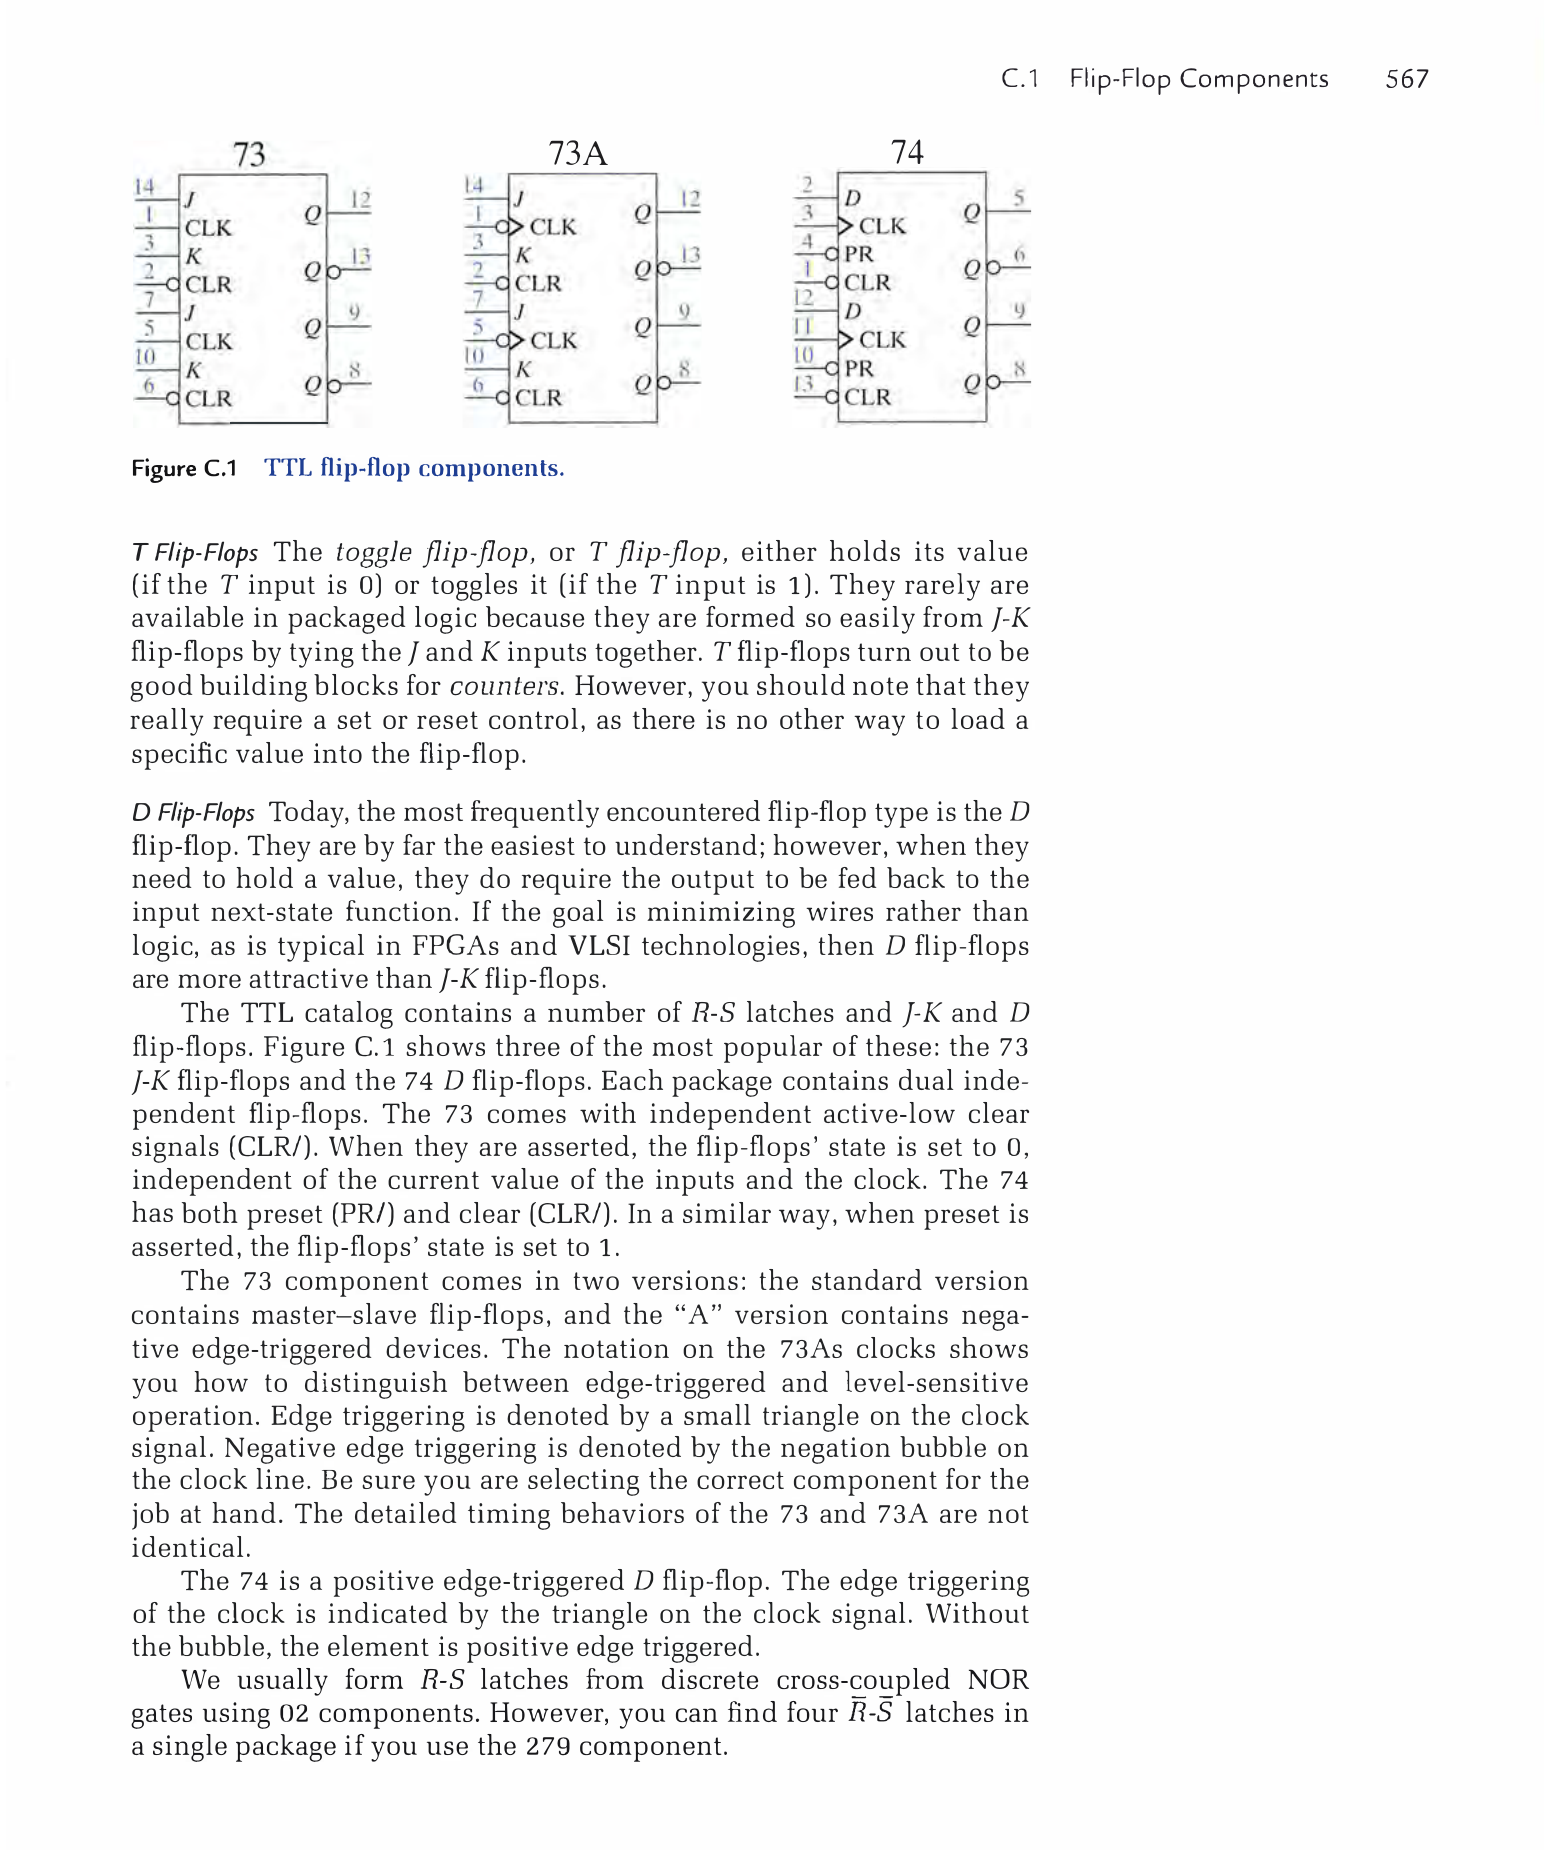 C.1 Flip-Flop Components 567
73
14 J
1 CLK
3 K
2 CLR
7 J
5 CLK
10 K
6 CLR
Q 12
Q 13
Q 9
Q 8
73A
14 J
1 CLK
3 K
2 CLR
7 J
5 CLK
10 K
6 CLR
Q 12
Q 13
Q 9
Q 8
74
2 D
3 CLK
4 PR
1 CLR
12 D
11 CLK
10 PR
13 CLR
Q 5
Q 6
Q 9
Q 8
Figure C.1 TTL flip-flop components.
T Flip-Flops The toggle flip-flop, or T flip-flop, either holds its value
(if the T input is 0) or toggles it (if the T input is 1). They rarely are
available in packaged logic because they are formed so easily from J-K
flip-flops by tying the J and K inputs together. T flip-flops turn out to be
good building blocks for counters. However, you should note that they
really require a set or reset control, as there is no other way to load a
specific value into the flip-flop.
D Flip-Flops Today, the most frequently encountered flip-flop type is the D
flip-flop. They are by far the easiest to understand; however, when they
need to hold a value, they do require the output to be fed back to the
input next-state function. If the goal is minimizing wires rather than
logic, as is typical in FPGAs and VLSI technologies, then D flip-flops
are more attractive than J-K flip-flops.
The TTL catalog contains a number of R-S latches and J-K and D
flip-flops. Figure C.1 shows three of the most popular of these: the 73
J-K flip-flops and the 74 D flip-flops. Each package contains dual inde-
pendent flip-flops. The 73 comes with independent active-low clear
signals (CLR/). When they are asserted, the flip-flops' state is set to 0,
independent of the current value of the inputs and the clock. The 74
has both preset (PR/) and clear (CLR/). In a similar way, when preset is
asserted, the flip-flops' state is set to 1.
The 73 component comes in two versions: the standard version
contains master–slave flip-flops, and the “A” version contains nega-
tive edge-triggered devices. The notation on the 73As clocks shows
you how to distinguish between edge-triggered and level-sensitive
operation. Edge triggering is denoted by a small triangle on the clock
signal. Negative edge triggering is denoted by the negation bubble on
the clock line. Be sure you are selecting the correct component for the
job at hand. The detailed timing behaviors of the 73 and 73A are not
identical.
The 74 is a positive edge-triggered D flip-flop. The edge triggering
of the clock is indicated by the triangle on the clock signal. Without
the bubble, the element is positive edge triggered.
We usually form R-S latches from discrete cross-coupled NOR
gates using 02 components. However, you can find four R̅-S̅ latches in
a single package if you use the 279 component.